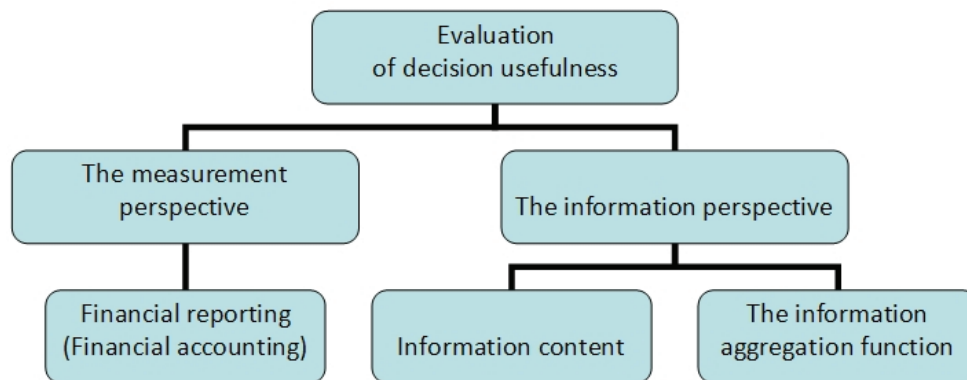 Evaluation
of decision usefulness
The measurement
perspective
The information perspective
Financial reporting
(Financial accounting)
Information content
The information
aggregation function